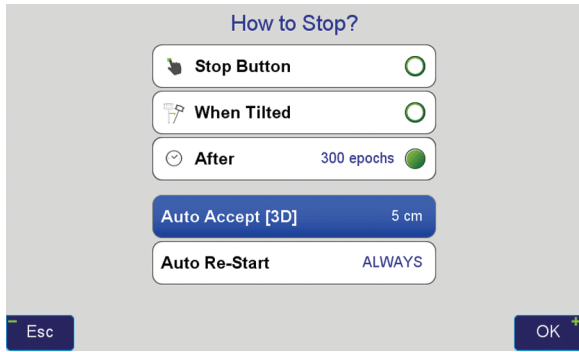 How to Stop?
Stop Button
When Tilted
After 300 epochs
Auto Accept [3D] 5 cm
Auto Re-Start ALWAYS
Esc OK